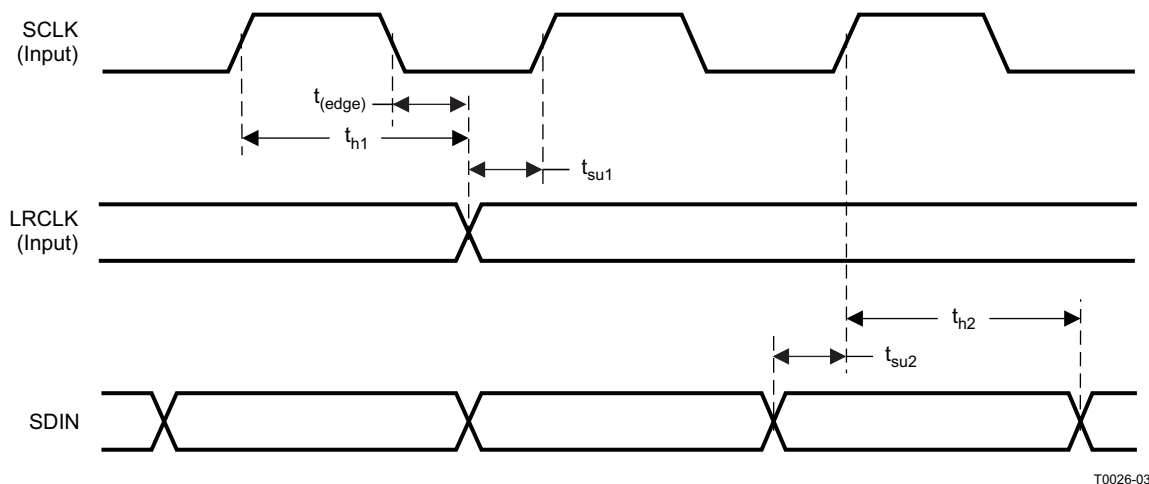 SCLK
(Input)
t(edge)
th1
tsu1
LRCLK
(Input)
th2
tsu2
SDIN
T0026-03